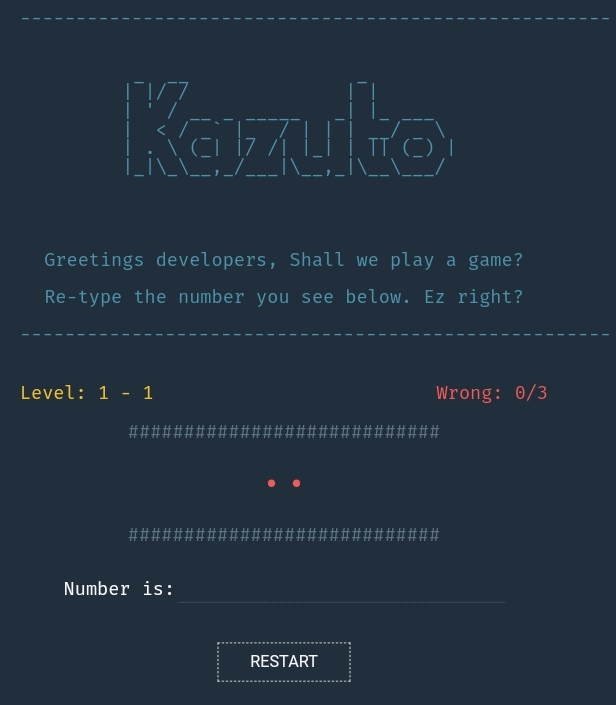 Kazuto
Greetings developers, Shall we play a game?
Re-type the number you see below. Ez right?
Level: 1 - 1
Wrong: 0/3
############################
• •
############################
Number is:
RESTART